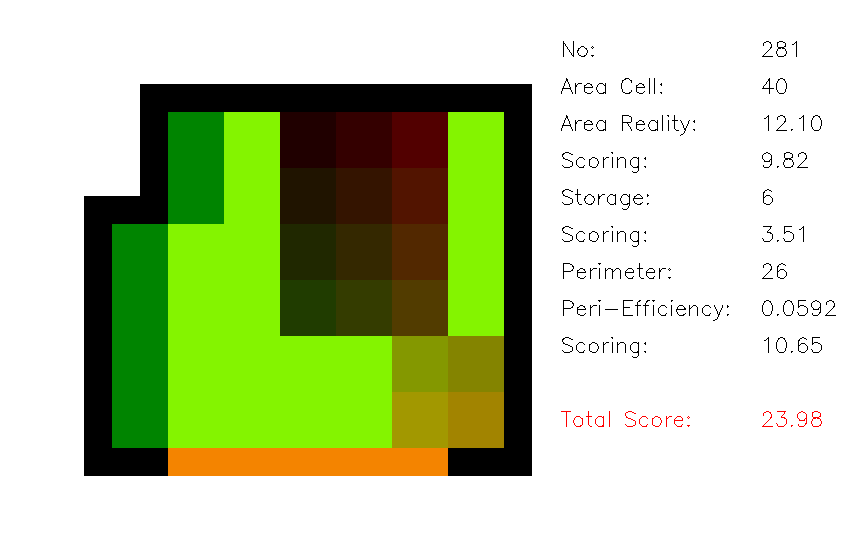 No: 281
Area Cell: 40
Area Reality: 12.10
Scoring: 9.82
Storage: 6
Scoring: 3.51
Perimeter: 26
Peri-Efficiency: 0.0592
Scoring: 10.65
Total Score: 23.98